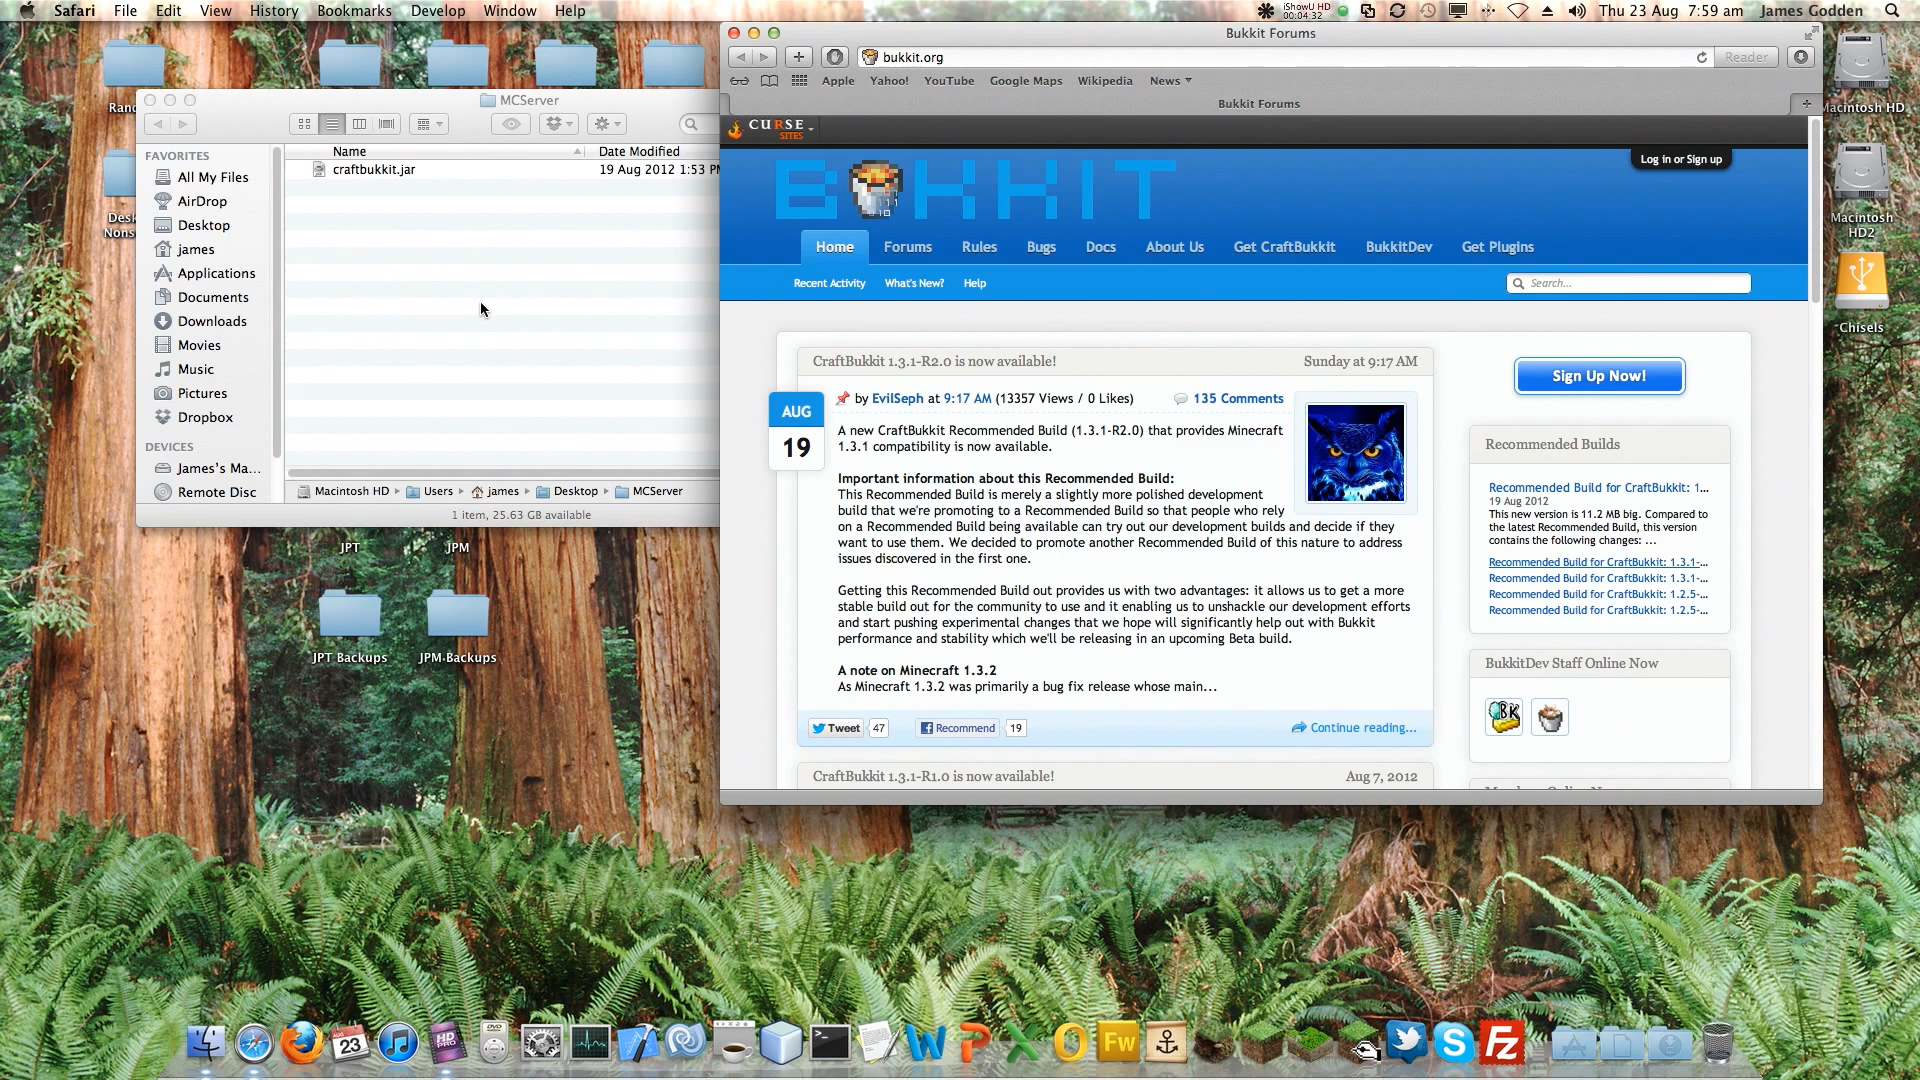 Safari File Edit View History Bookmarks Develop Window Help
iShowU HD
00:04:32
Thu 23 Aug 7:59 am James Godden
Ran
Desk
Nons
MCServer
Name
Date Modified
craftbukkit.jar
19 Aug 2012 1:53 PM
FAVORITES
All My Files
AirDrop
Desktop
james
Applications
Documents
Downloads
Movies
Music
Pictures
Dropbox
DEVICES
James's Ma...
Remote Disc
Macintosh HD Users james Desktop MCServer
1 item, 25.63 GB available
JPT
JPM
JPT Backups
JPM Backups
Bukkit Forums
bukkit.org
Reader
Apple Yahoo! YouTube Google Maps Wikipedia News
Bukkit Forums
CURSE
SITES
Log in or Sign up
BUKKIT
Home Forums Rules Bugs Docs About Us Get CraftBukkit BukkitDev Get Plugins
Recent Activity What's New? Help
Search...
CraftBukkit 1.3.1-R2.0 is now available!
Sunday at 9:17 AM
AUG
19
by EvilSeph at 9:17 AM (13357 Views / 0 Likes)
135 Comments
A new CraftBukkit Recommended Build (1.3.1-R2.0) that provides Minecraft
1.3.1 compatibility is now available.
Important information about this Recommended Build:
This Recommended Build is merely a slightly more polished development
build that we're promoting to a Recommended Build so that people who rely
on a Recommended Build being available can try out our development builds and decide if they
want to use them. We decided to promote another Recommended Build of this nature to address
issues discovered in the first one.
Getting this Recommended Build out provides us with two advantages: it allows us to get a more
stable build out for the community to use and it enabling us to unshackle our development efforts
and start pushing experimental changes that we hope will significantly help out with Bukkit
performance and stability which we'll be releasing in an upcoming Beta build.
A note on Minecraft 1.3.2
As Minecraft 1.3.2 was primarily a bug fix release whose main...
Tweet 47
Recommend 19
Continue reading...
CraftBukkit 1.3.1-R1.0 is now available!
Aug 7, 2012
Sign Up Now!
Recommended Builds
Recommended Build for CraftBukkit: 1...
19 Aug 2012
This new version is 11.2 MB big. Compared to
the latest Recommended Build, this version
contains the following changes: ...
Recommended Build for CraftBukkit: 1.3.1-...
Recommended Build for CraftBukkit: 1.3.1-...
Recommended Build for CraftBukkit: 1.2.5-...
Recommended Build for CraftBukkit: 1.2.5-...
BukkitDev Staff Online Now
BK
Macintosh HD
Macintosh
HD2
Chisels
AUG
23
HD
PRO
DVD
W
P
X
O
Fw
S
Fz